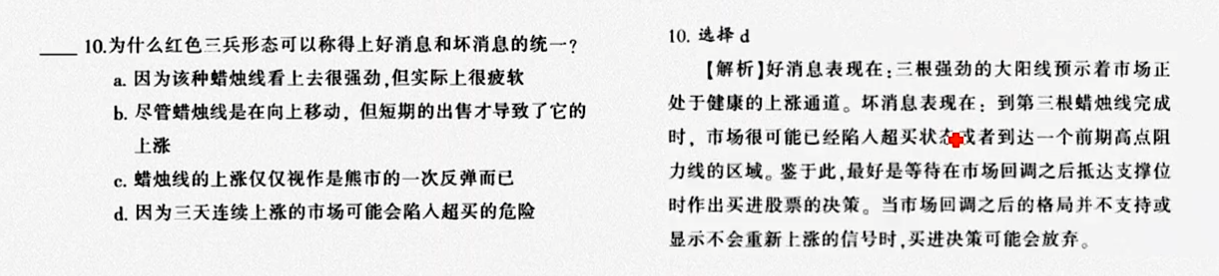 ____ 10.为什么红色三兵形态可以称得上好消息和坏消息的统一?
a. 因为该种蜡烛线看上去很强劲,但实际上很疲软
b. 尽管蜡烛线是在向上移动, 但短期的出售才导致了它的
上涨
c. 蜡烛线的上涨仅仅视作是熊市的一次反弹而已
d. 因为三天连续上涨的市场可能会陷入超买的危险
10. 选择 d
【解析】好消息表现在:三根强劲的大阳线预示着市场正
处于健康的上涨通道。坏消息表现在: 到第三根蜡烛线完成
时, 市场很可能已经陷入超买状态或者到达一个前期高点阻
力线的区域。鉴于此,最好是等待在市场回调之后抵达支撑位
时作出买进股票的决策。当市场回调之后的格局并不支持或
显示不会重新上涨的信号时,买进决策可能会放弃。